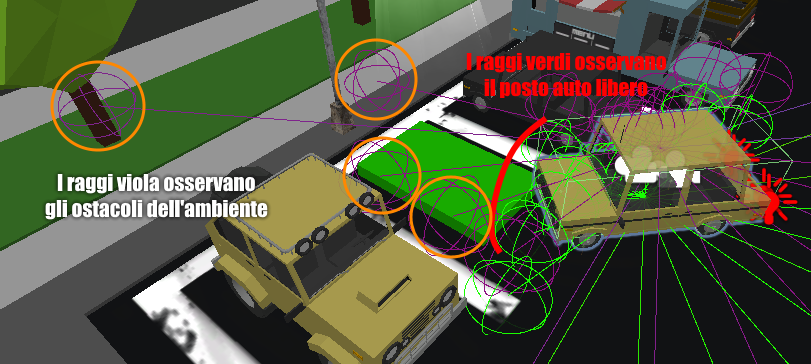 I raggi verdi osservano
il posto auto libero
I raggi viola osservano
gli ostacoli dell'ambiente